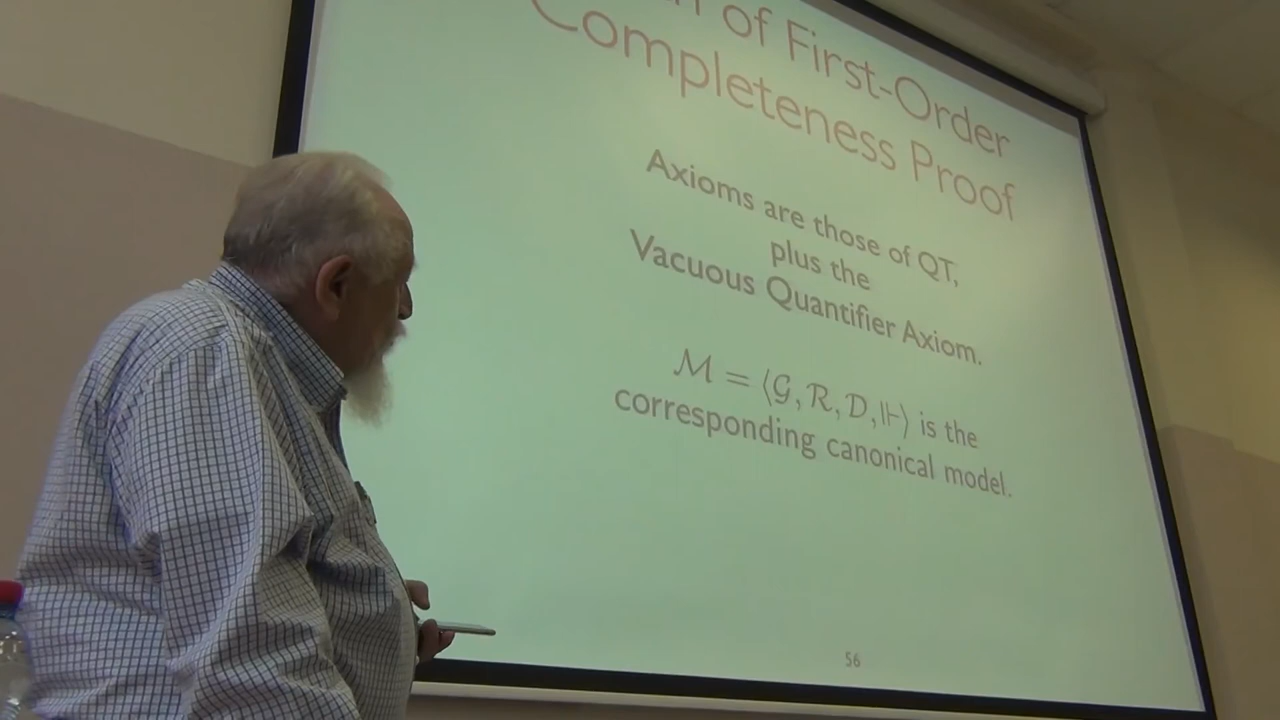 of First-Order
Completeness Proof
Axioms are those of QT,
plus the
Vacuous Quantifier Axiom.
ℳ = ⟨𝒢, ℛ, 𝒟, ⊩⟩ is the
corresponding canonical model.
56